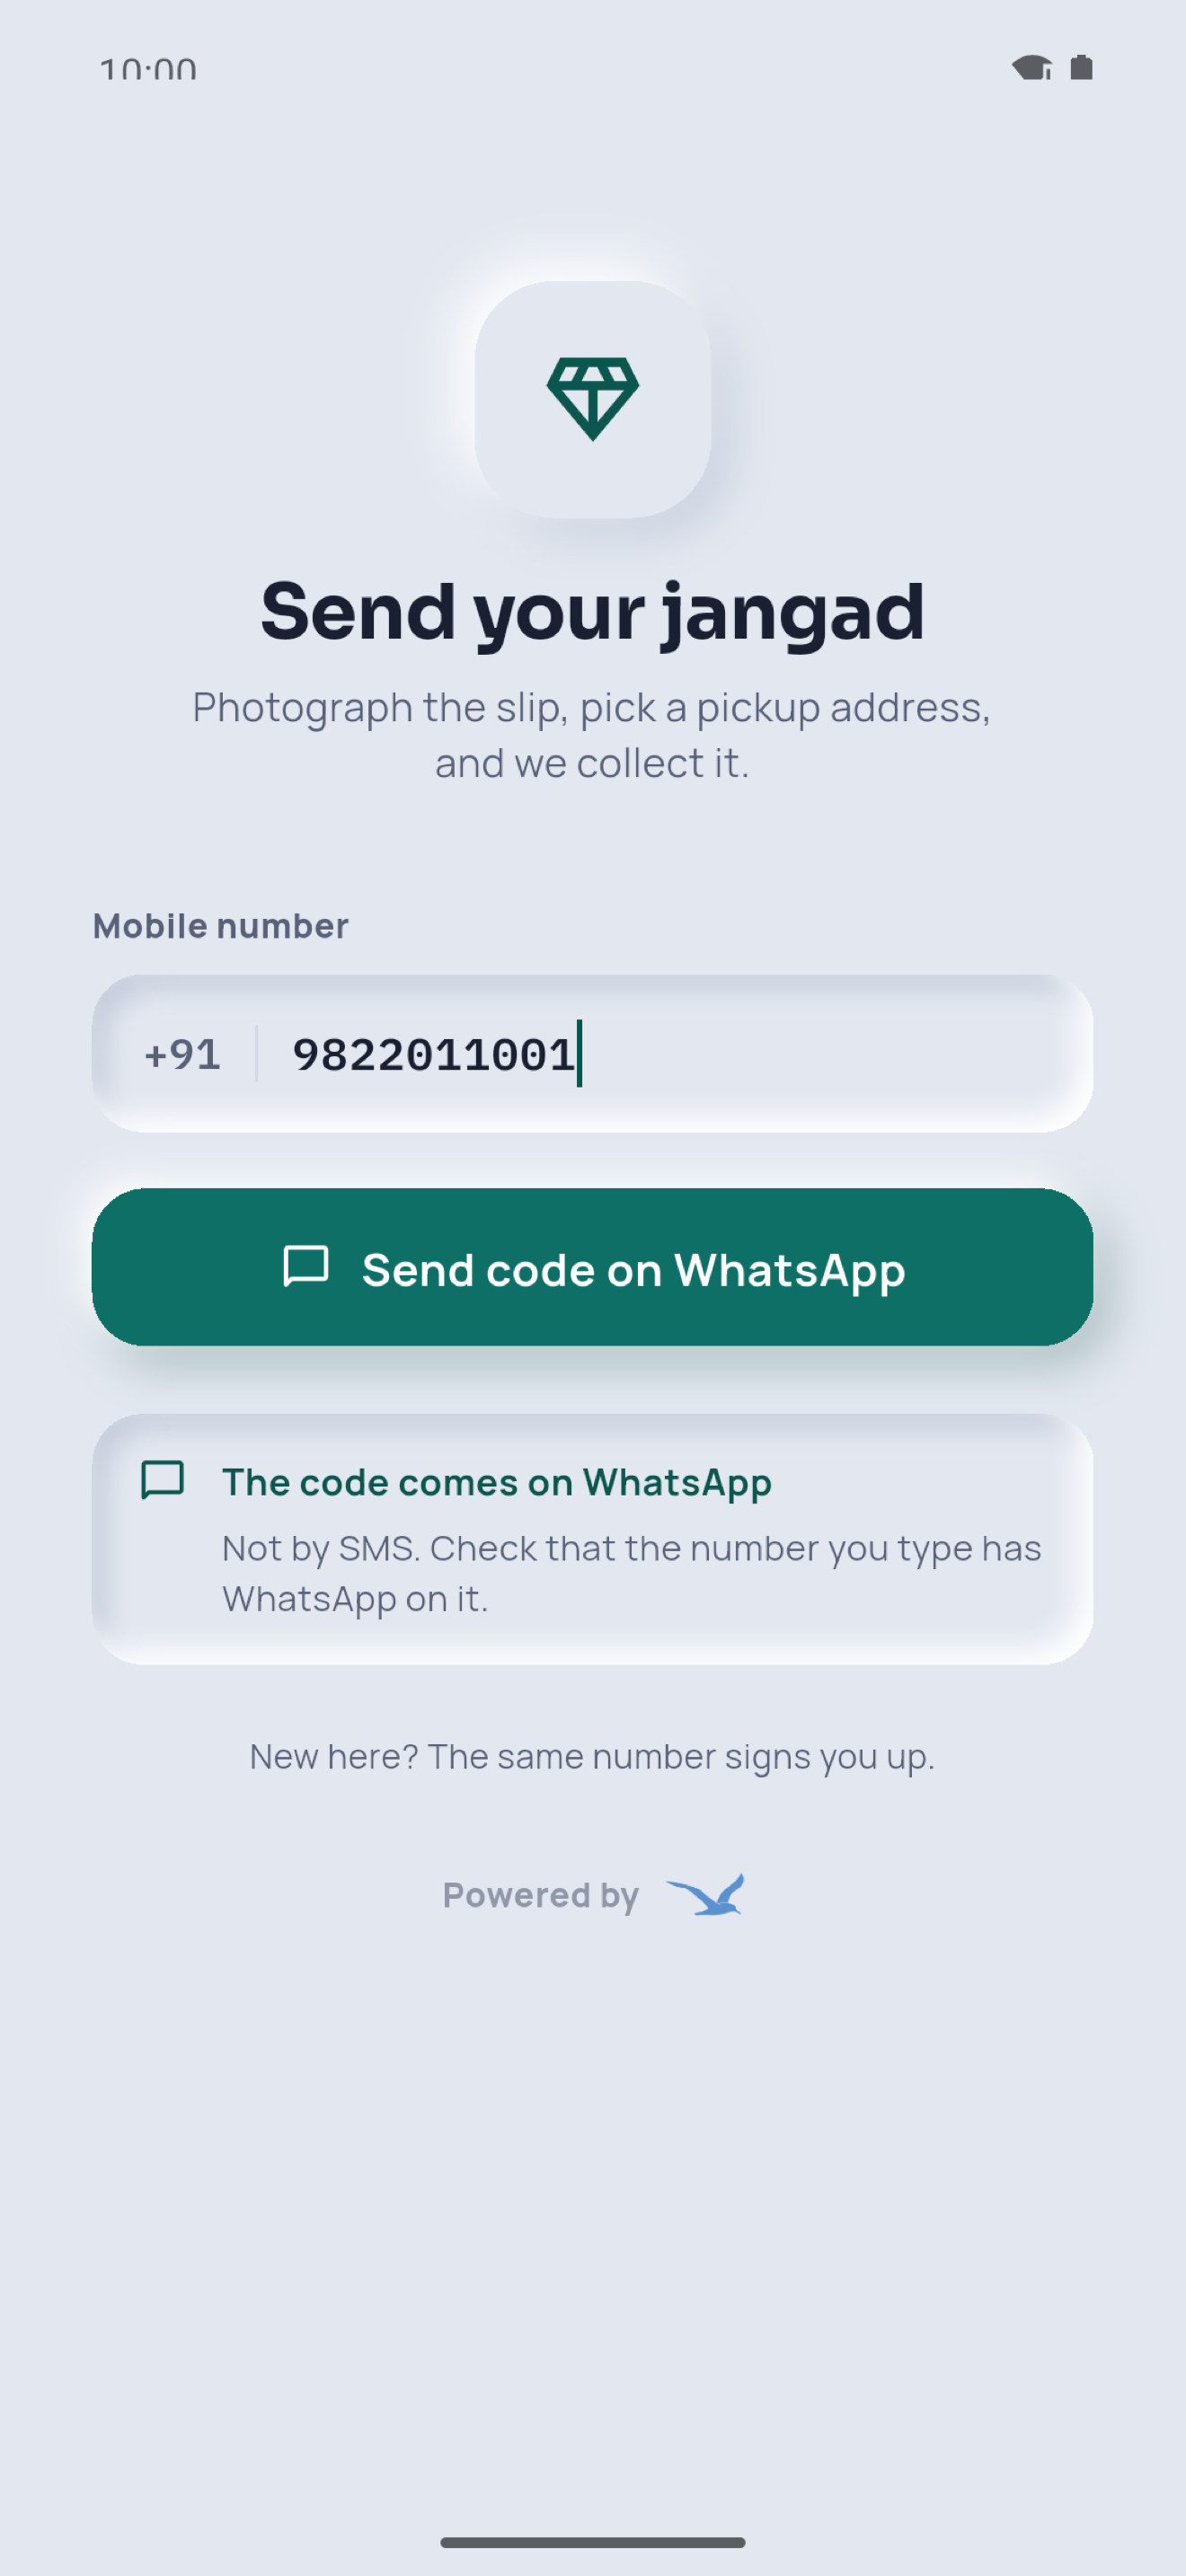 10:00
Send your jangad
Photograph the slip, pick a pickup address,
and we collect it.
Mobile number
+91 9822011001
Send code on WhatsApp
The code comes on WhatsApp
Not by SMS. Check that the number you type has
WhatsApp on it.
New here? The same number signs you up.
Powered by